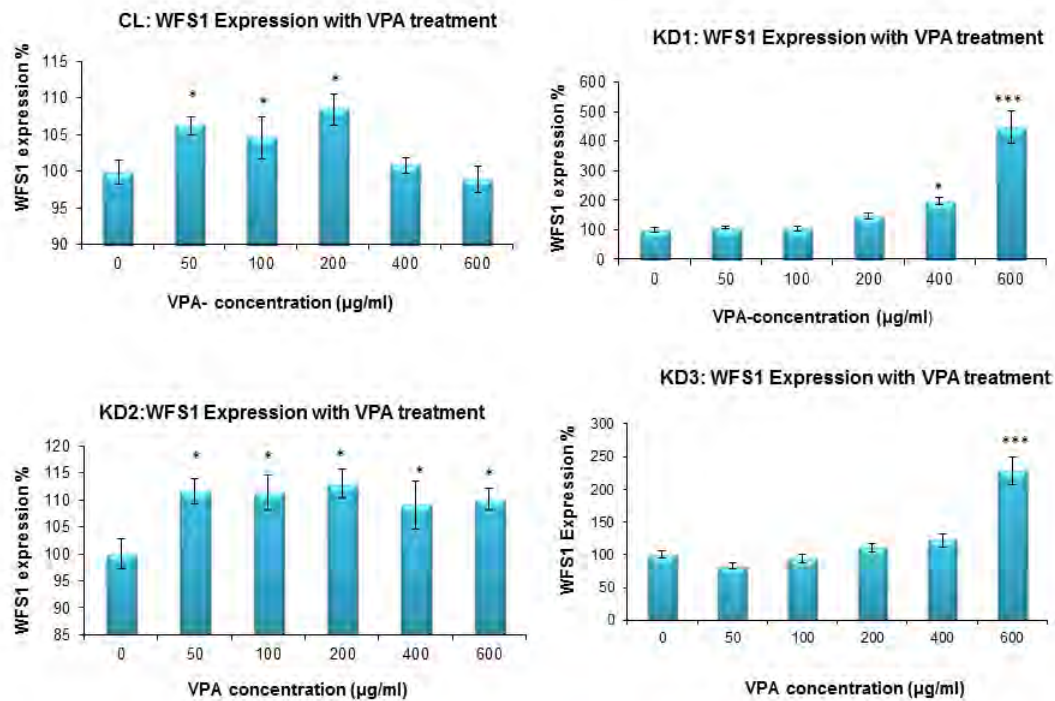 CL: WFS1 Expression with VPA treatment
WFS1 expression %
115
110
105
100
95
90
*
*
*
0 50 100 200 400 600
VPA- concentration (µg/ml)
KD1: WFS1 Expression with VPA treatment
WFS1 expression %
600
500
400
300
200
100
0
*
***
0 50 100 200 400 600
VPA-concentration (µg/ml)
KD2:WFS1 Expression with VPA treatment
WFS1 expression %
120
115
110
105
100
95
90
85
*
*
*
*
*
0 50 100 200 400 600
VPA concentration (µg/ml)
KD3: WFS1 Expression with VPA treatment
WFS1 Expression %
300
250
200
150
100
50
0
***
0 50 100 200 400 600
VPA concentration (µg/ml)